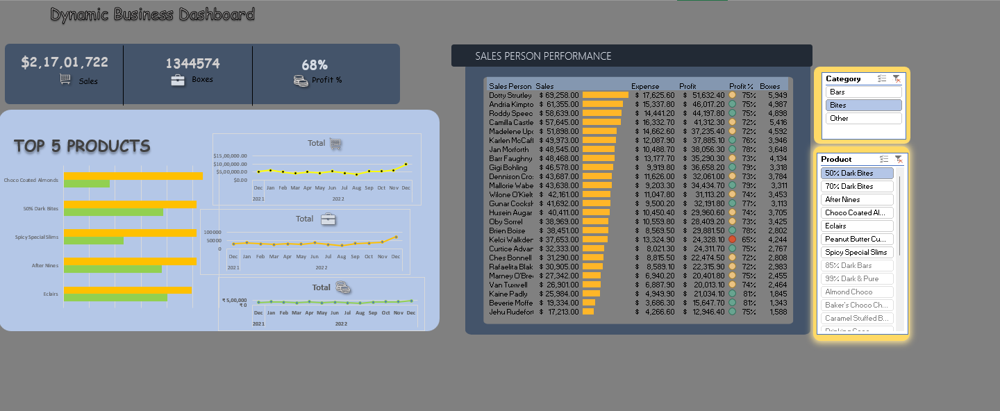 Dynamic Business Dashboard
$2,17,01,722
Sales
1344574
Boxes
68%
Profit %
TOP 5 PRODUCTS
Choco Coated Almonds
50% Dark Bites
Spicy Special Slims
After Nines
Eclairs
Total
$15,00,000.00
$10,00,000.00
$5,00,000.00
$0.00
Dec Jan Feb Mar Apr May Jun Jul Aug Sep Oct Nov Dec
2021 2022
Total
100000
50000
0
Dec Jan Feb Mar Apr May Jun Jul Aug Sep Oct Nov Dec
2021 2022
Total
₹ 5,00,000
₹ 0
Dec Jan Feb Mar Apr May Jun Jul Aug Sep Oct Nov Dec
2021 2022
SALES PERSON PERFORMANCE
Sales Person Sales Expense Profit Profit % Boxes
Dotty Strutley $ 69,258.00 $ 17,625.60 $ 51,632.40 75% 5,949
Andria Kimpto $ 61,355.00 $ 15,337.80 $ 46,017.20 75% 4,987
Roddy Speec $ 58,639.00 $ 14,441.20 $ 44,197.80 75% 4,898
Camilla Castle $ 57,645.00 $ 16,332.70 $ 41,312.30 72% 5,416
Madelene Upc $ 51,898.00 $ 14,662.60 $ 37,235.40 72% 4,592
Karlen McCaff $ 49,973.00 $ 12,087.90 $ 37,885.10 76% 3,946
Jan Morforth $ 48,545.00 $ 10,488.70 $ 38,056.30 78% 3,648
Barr Faughny $ 48,468.00 $ 13,177.70 $ 35,290.30 73% 4,134
Gigi Bohling $ 46,578.00 $ 9,919.80 $ 36,658.20 79% 3,318
Dennison Cro $ 43,687.00 $ 11,626.00 $ 32,061.00 73% 3,784
Mallorie Wabe $ 43,638.00 $ 9,203.30 $ 34,434.70 79% 3,311
Wilone O'Kielt $ 42,161.00 $ 11,047.80 $ 31,113.20 74% 3,453
Gunar Cocksh $ 41,692.00 $ 9,500.20 $ 32,191.80 77% 3,113
Husein Augar $ 40,411.00 $ 10,450.40 $ 29,960.60 74% 3,705
Oby Sorrel $ 38,969.00 $ 10,559.80 $ 28,409.20 73% 3,425
Brien Boise $ 38,451.00 $ 8,569.50 $ 29,881.50 78% 2,802
Kelci Walkden $ 37,653.00 $ 13,324.90 $ 24,328.10 65% 4,244
Curtice Advan $ 32,333.00 $ 8,021.30 $ 24,311.70 75% 2,767
Ches Bonnell $ 31,290.00 $ 8,815.50 $ 22,474.50 72% 2,808
Rafaelita Blak $ 30,905.00 $ 8,589.10 $ 22,315.90 72% 2,983
Marney O'Bre $ 27,342.00 $ 6,940.20 $ 20,401.80 75% 2,455
Van Tuxwell $ 26,901.00 $ 6,887.90 $ 20,013.10 74% 2,464
Kaine Padly $ 25,984.00 $ 4,949.90 $ 21,034.10 81% 1,845
Beverie Moffe $ 19,334.00 $ 3,686.30 $ 15,647.70 81% 1,343
Jehu Rudefor $ 17,213.00 $ 4,266.60 $ 12,946.40 75% 1,588
Category
Bars
Bites
Other
Product
50% Dark Bites
70% Dark Bites
After Nines
Choco Coated Al...
Eclairs
Peanut Butter Cu...
Spicy Special Slims
85% Dark Bars
99% Dark & Pure
Almond Choco
Baker's Choco Ch...
Caramel Stuffed B...